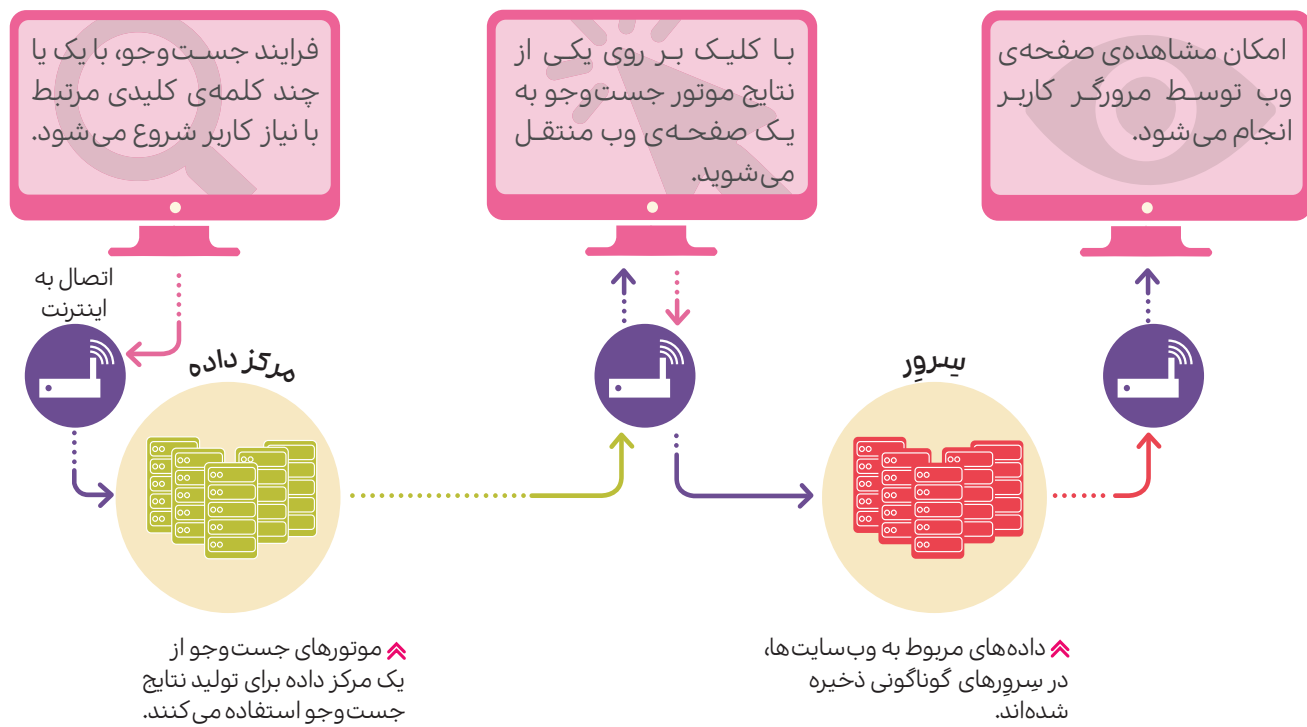 فرایند جست‌وجو، با یک یا
چند کلمه‌ی کلیدی مرتبط
با نیاز کاربر شروع می‌شود.
با کلیک بر روی یکی از
نتایج موتور جست‌وجو به
یک صفحه‌ی وب منتقل
می‌شوید.
امکان مشاهده‌ی صفحه‌ی
وب توسط مرورگر کاربر
انجام می‌شود.
اتصال به
اینترنت
مرکز داده
سِروِر
موتورهای جست‌وجو از
یک مرکز داده برای تولید نتایج
جست‌وجو استفاده می‌کنند.
داده‌های مربوط به وب‌سایت‌ها،
در سِروِرهای گوناگونی ذخیره
شده‌اند.